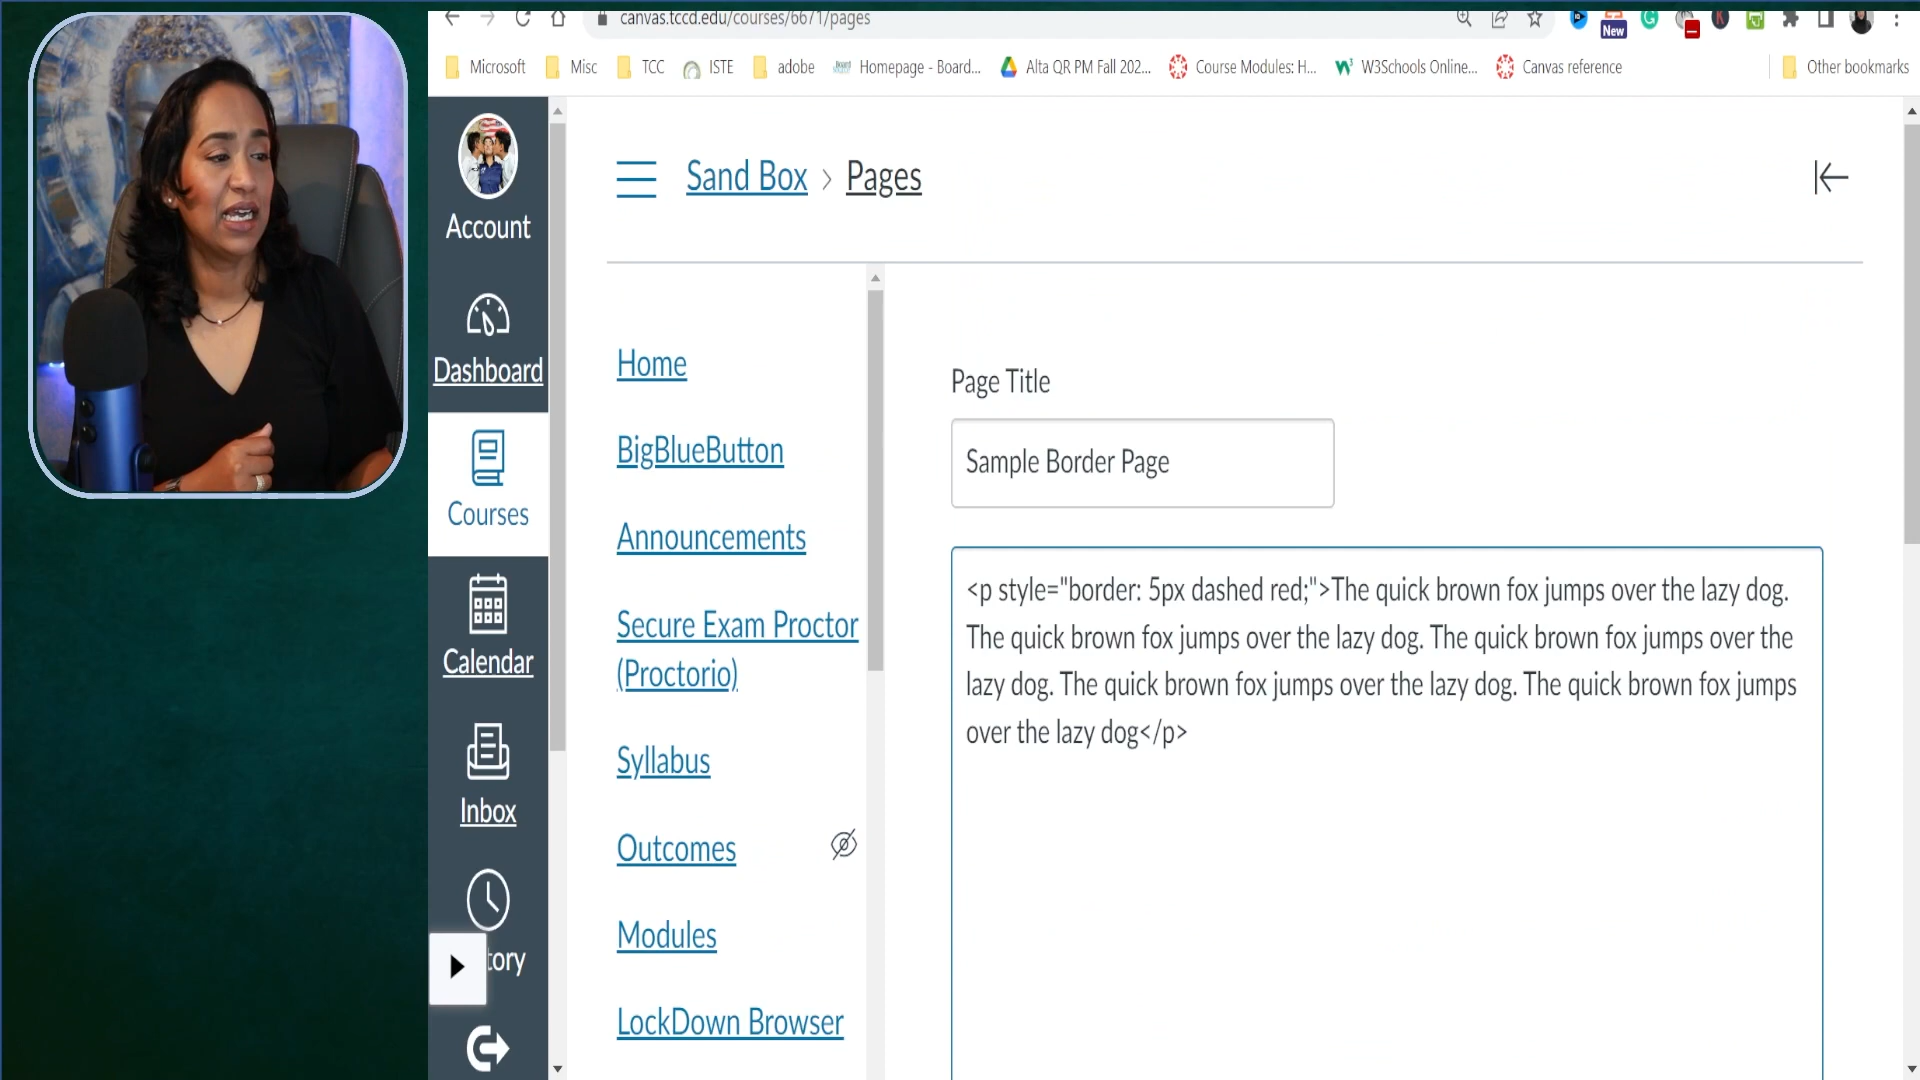 canvas.tccd.edu/courses/6671/pages
New
Microsoft Misc TCC ISTE adobe Homepage - Board... Alta QR PM Fall 202... Course Modules: H... W3Schools Online... Canvas reference Other bookmarks
Account
Dashboard
Courses
Calendar
Inbox
tory
Sand Box > Pages
Home
BigBlueButton
Announcements
Secure Exam Proctor
(Proctorio)
Syllabus
Outcomes
Modules
LockDown Browser
Page Title
Sample Border Page
<p style="border: 5px dashed red;">The quick brown fox jumps over the lazy dog.
The quick brown fox jumps over the lazy dog. The quick brown fox jumps over the
lazy dog. The quick brown fox jumps over the lazy dog. The quick brown fox jumps
over the lazy dog</p>